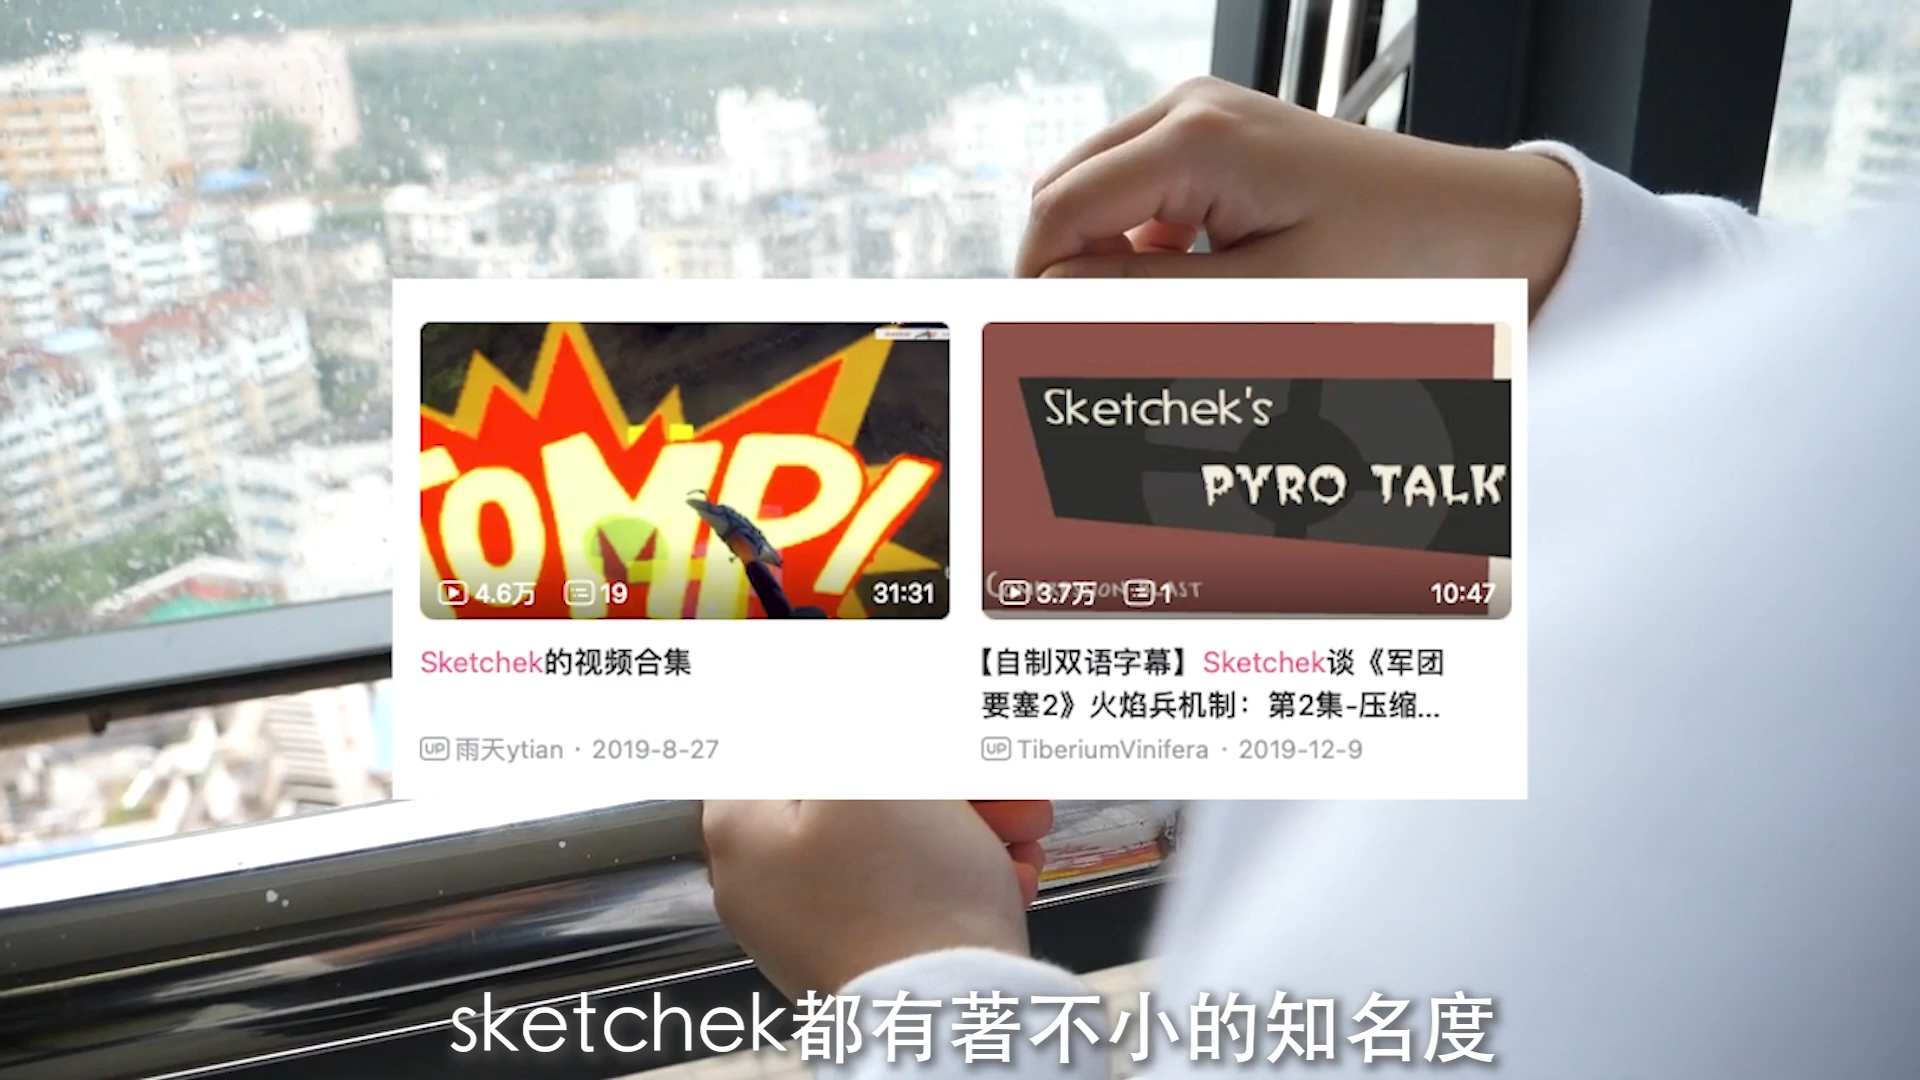 TOMP!
4.6万 19 31:31
Sketchek的视频合集
UP 雨天ytian · 2019-8-27
Sketchek's
PYRO TALK
COMPRESSION BLAST
3.7万 1 10:47
【自制双语字幕】Sketchek谈《军团
要塞2》火焰兵机制：第2集-压缩...
UP TiberiumVinifera · 2019-12-9
sketchek都有著不小的知名度